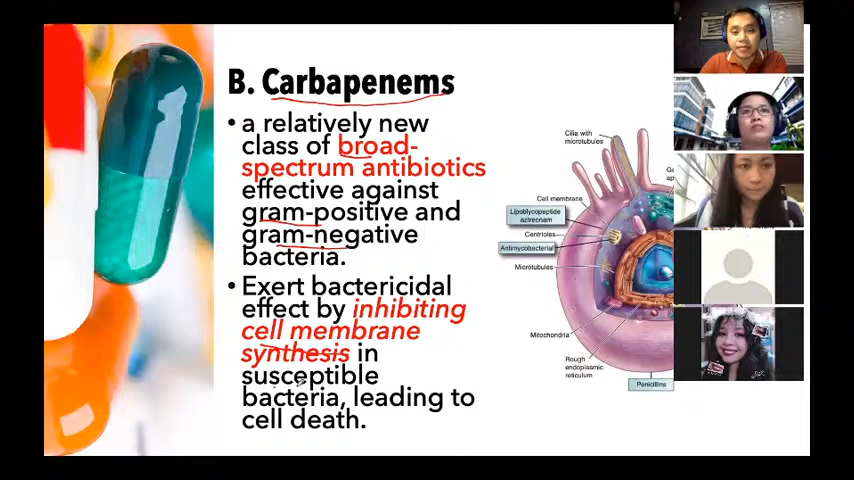 B. Carbapenems
• a relatively new
class of broad-
spectrum antibiotics
effective against
gram-positive and
gram-negative
bacteria.
• Exert bactericidal
effect by inhibiting
cell membrane
synthesis in
susceptible
bacteria, leading to
cell death.
Cilia with
microtubules
Cell membrane
Lipoblycopeptide
aztreonam
Centrioles
Antimycobacterial
Microtubules
Mitochondria
Rough
endoplasmic
reticulum
Penicillins